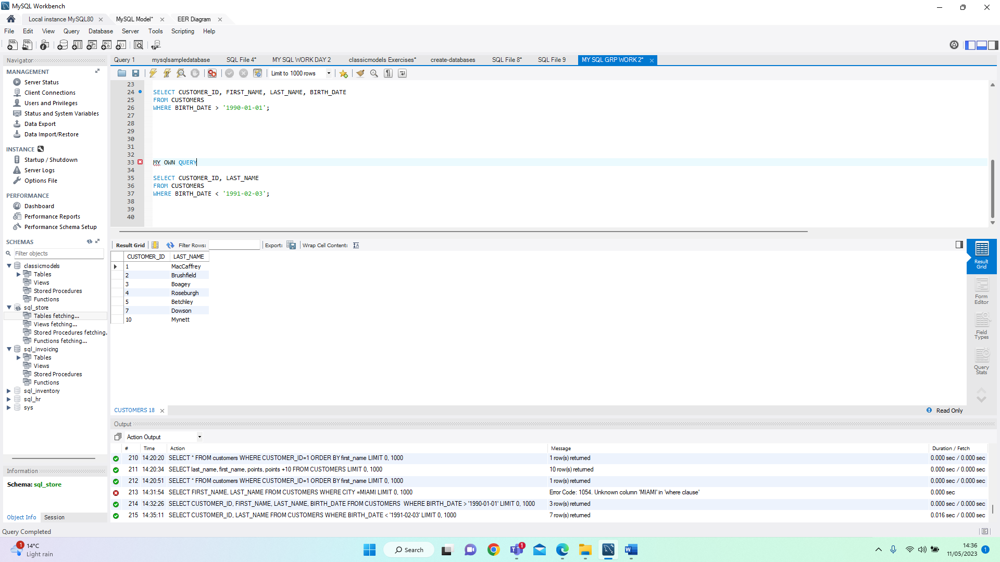 MySQL Workbench
Local instance MySQL80 MySQL Model* EER Diagram
File Edit View Query Database Server Tools Scripting Help
Navigator
Query 1 mysqlsampledatabase SQL File 4* MY SQL WORK DAY 2 classicmodels Exercises* create-databases SQL File 8* SQL File 9 MY SQL GRP WORK 2*
Limit to 1000 rows
MANAGEMENT
Server Status
Client Connections
Users and Privileges
Status and System Variables
Data Export
Data Import/Restore
INSTANCE
Startup / Shutdown
Server Logs
Options File
PERFORMANCE
Dashboard
Performance Reports
Performance Schema Setup
SCHEMAS
Filter objects
classicmodels
Tables
Views
Stored Procedures
Functions
sql_store
Tables fetching...
Views fetching...
Stored Procedures fetching.
Functions fetching...
sql_invoicing
Tables
Views
Stored Procedures
Functions
sql_inventory
sql_hr
sys
Information
Schema: sql_store
Object Info Session
23
24 SELECT CUSTOMER_ID, FIRST_NAME, LAST_NAME, BIRTH_DATE
25 FROM CUSTOMERS
26 WHERE BIRTH_DATE > '1990-01-01';
27
28
29
30
31
32
33 MY OWN QUERY
34
35 SELECT CUSTOMER_ID, LAST_NAME
36 FROM CUSTOMERS
37 WHERE BIRTH_DATE < '1991-02-03';
38
39
40
Result Grid Filter Rows: Export: Wrap Cell Content:
CUSTOMER_ID LAST_NAME
1 MacCaffrey
2 Brushfield
3 Boagey
4 Roseburgh
5 Betchley
7 Dowson
10 Mynett
Result
Grid
Form
Editor
Field
Types
Query
Stats
CUSTOMERS 18 Read Only
Output
Action Output
# Time Action Message Duration / Fetch
210 14:20:20 SELECT * FROM customers WHERE CUSTOMER_ID=1 ORDER BY first_name LIMIT 0, 1000 1 row(s) returned 0.000 sec / 0.000 sec
211 14:20:34 SELECT last_name, first_name, points, points +10 FROM CUSTOMERS LIMIT 0, 1000 10 row(s) returned 0.000 sec / 0.000 sec
212 14:20:51 SELECT * FROM customers WHERE CUSTOMER_ID=1 ORDER BY first_name LIMIT 0, 1000 1 row(s) returned 0.000 sec / 0.000 sec
213 14:31:54 SELECT FIRST_NAME, LAST_NAME FROM CUSTOMERS WHERE CITY =MIAMI LIMIT 0, 1000 Error Code: 1054. Unknown column 'MIAMI' in 'where clause' 0.000 sec
214 14:32:26 SELECT CUSTOMER_ID, FIRST_NAME, LAST_NAME, BIRTH_DATE FROM CUSTOMERS WHERE BIRTH_DATE > '1990-01-01' LIMIT 0, 1000 3 row(s) returned 0.000 sec / 0.000 sec
215 14:35:11 SELECT CUSTOMER_ID, LAST_NAME FROM CUSTOMERS WHERE BIRTH_DATE < '1991-02-03' LIMIT 0, 1000 7 row(s) returned 0.016 sec / 0.000 sec
Query Completed
1 14°C
Light rain
Search
1
14:36
11/05/2023
1